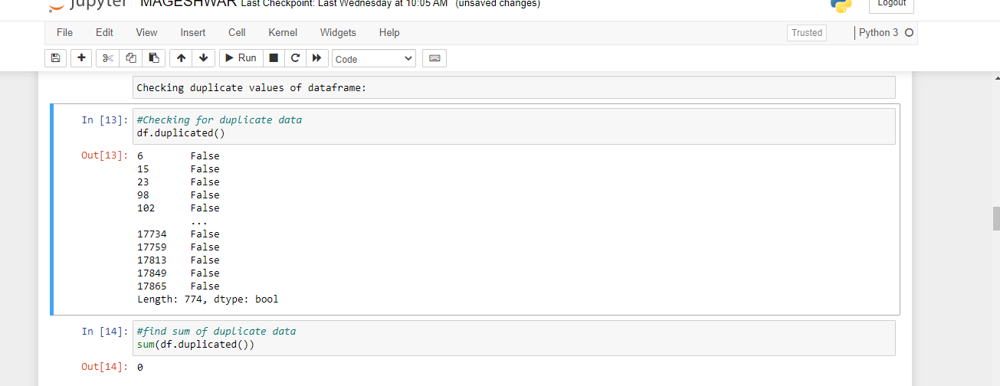 jupyter MAGESHWAR Last Checkpoint: Last Wednesday at 10:05 AM (unsaved changes) Logout
File Edit View Insert Cell Kernel Widgets Help Trusted Python 3
Run Code
Checking duplicate values of dataframe:
In [13]: #Checking for duplicate data
df.duplicated()
Out[13]: 6 False
15 False
23 False
98 False
102 False
...
17734 False
17759 False
17813 False
17849 False
17865 False
Length: 774, dtype: bool
In [14]: #find sum of duplicate data
sum(df.duplicated())
Out[14]: 0